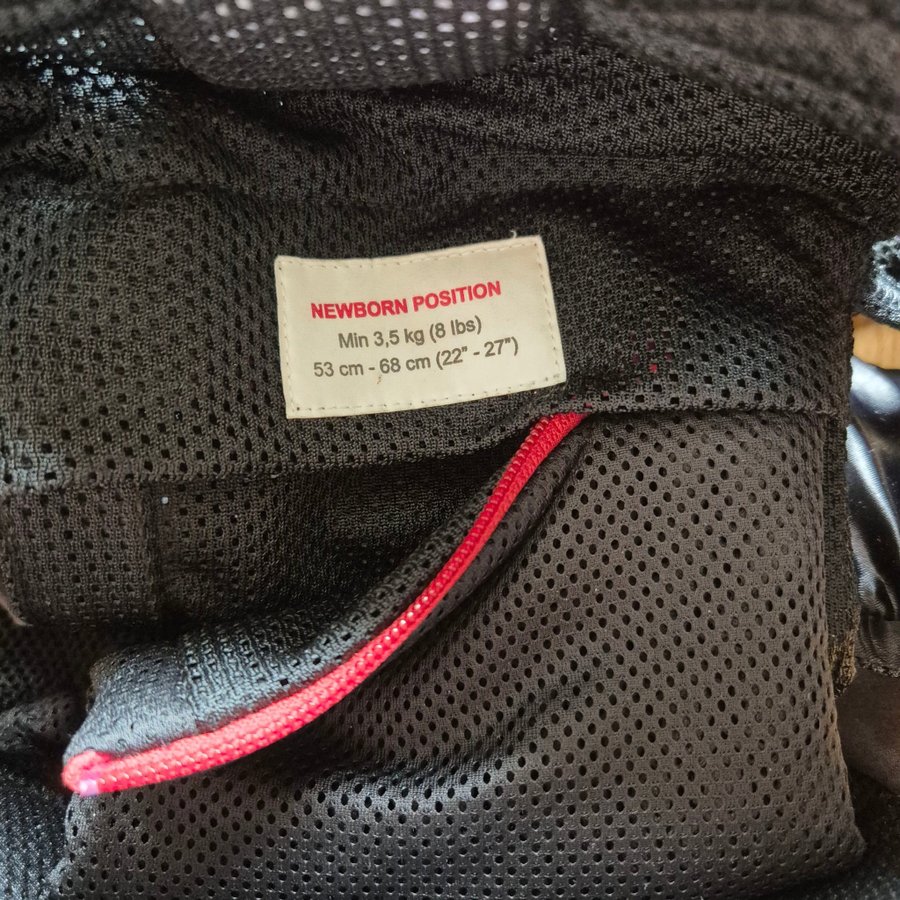 NEWBORN POSITION
Min 3,5 kg (8 lbs)
53 cm - 68 cm (22" - 27")